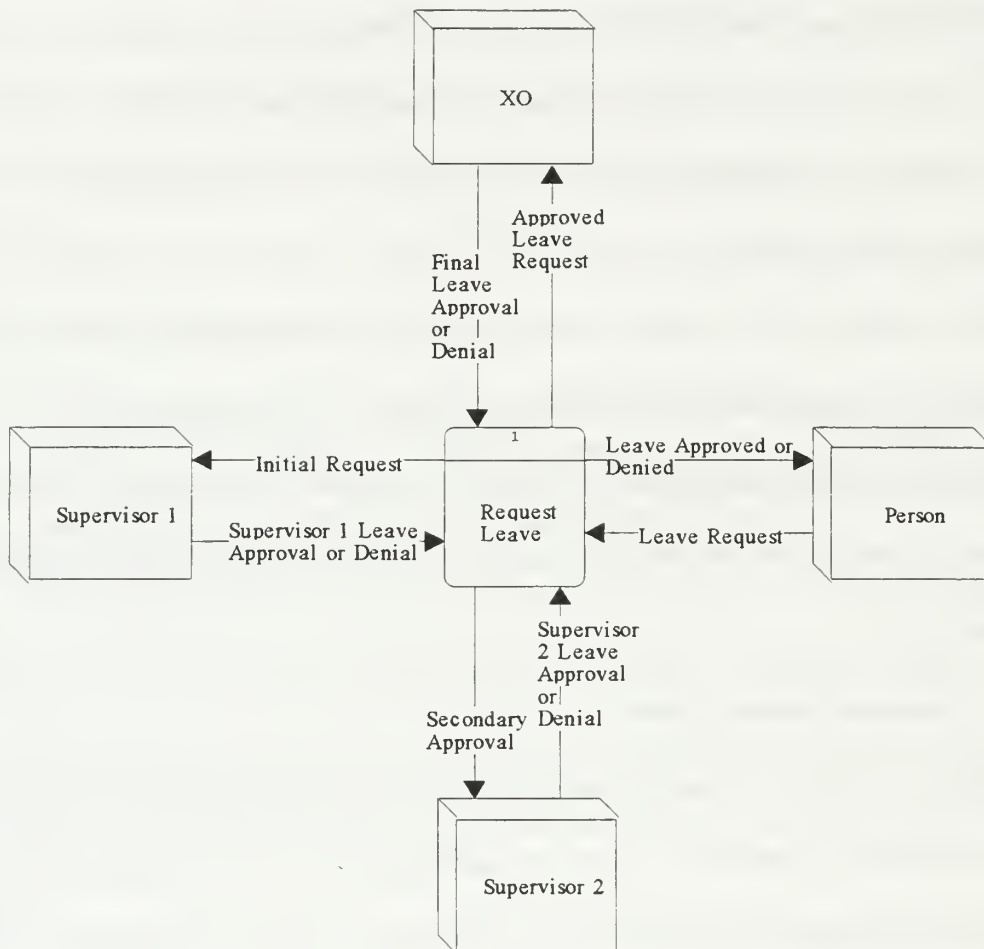 XO
Approved
Leave
Request
Final
Leave
Approval
or
Denial
1
Request
Leave
Initial Request
Leave Approved or
Denied
Supervisor 1
Supervisor 1 Leave
Approval or Denial
Leave Request
Person
Supervisor
2 Leave
Approval
or
Denial
Secondary
Approval
Supervisor 2